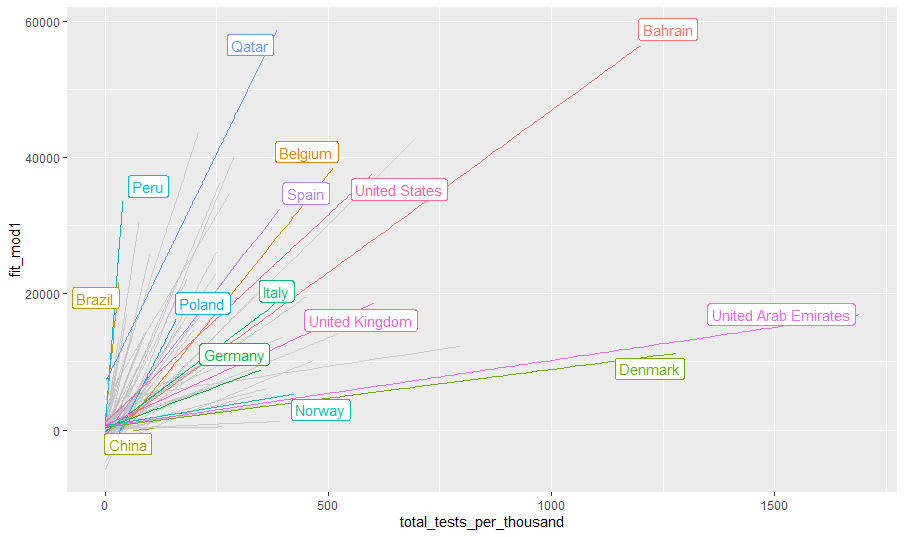 60000
Bahrain
Qatar
40000
Belgium
Peru
Spain
United States
20000
Brazil
Poland
Italy
United Kingdom
United Arab Emirates
Germany
Denmark
Norway
0
China
0
500
1000
1500
total_tests_per_thousand
fit_mod1